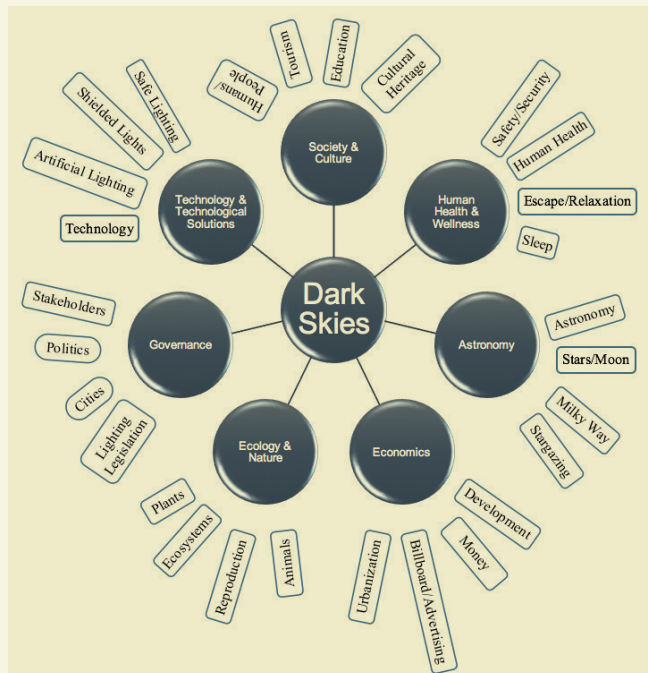 Dark
Skies
Society &
Culture
Humans/
People
Tourism
Education
Cultural
Heritage
Human
Health &
Wellness
Safety/Security
Human Health
Escape/Relaxation
Sleep
Astronomy
Astronomy
Stars/Moon
Milky Way
Stargazing
Economics
Development
Money
Billboard/Advertising
Urbanization
Ecology &
Nature
Animals
Reproduction
Ecosystems
Plants
Governance
Lighting
Legislation
Cities
Politics
Stakeholders
Technology &
Technological
Solutions
Technology
Artificial Lighting
Shielded Lights
Safe Lighting